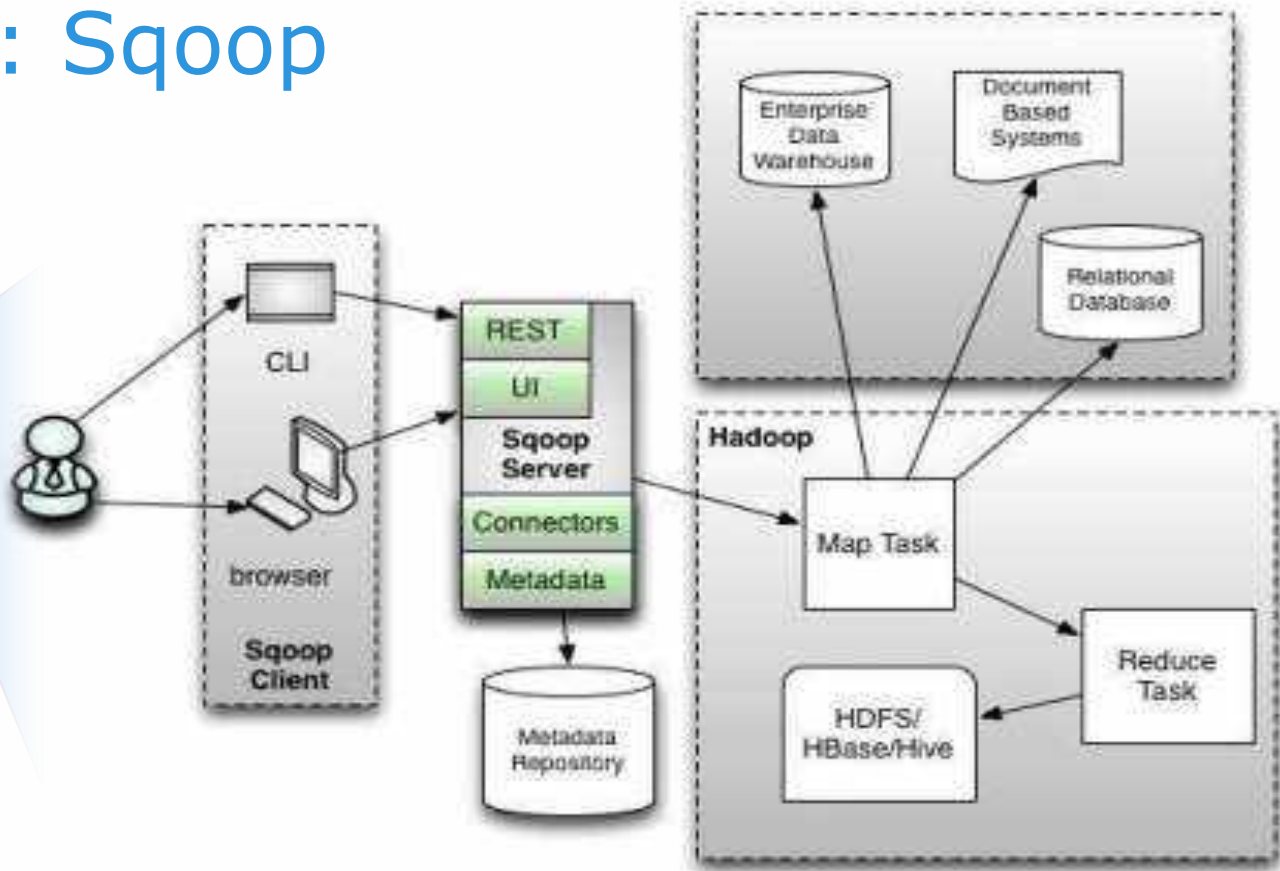 : Sqoop
Enterprise
Data
Warehouse
Document
Based
Systems
Relational
Database
CLI
browser
Sqoop
Client
REST
UI
Sqoop
Server
Connectors
Metadata
Metadata
Repository
Hadoop
Map Task
Reduce
Task
HDFS/
HBase/Hive